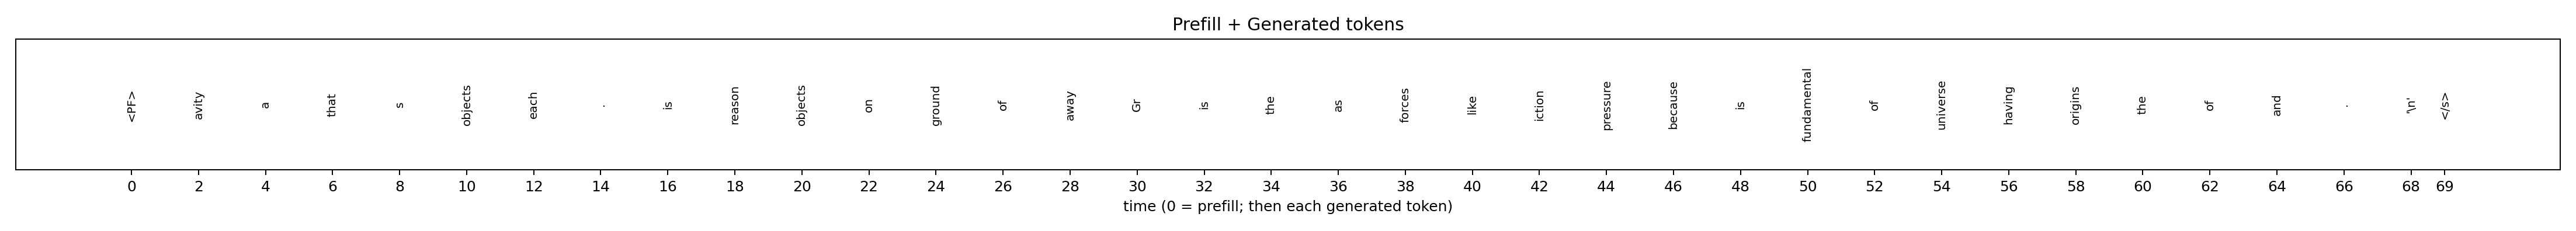 Prefill + Generated tokens
<PF> avity a that s objects each . is reason objects on ground of away Gr is the as forces like iction pressure because is fundamental of universe having origins the of and . '\n' </s>
0 2 4 6 8 10 12 14 16 18 20 22 24 26 28 30 32 34 36 38 40 42 44 46 48 50 52 54 56 58 60 62 64 66 68 69
time (0 = prefill; then each generated token)